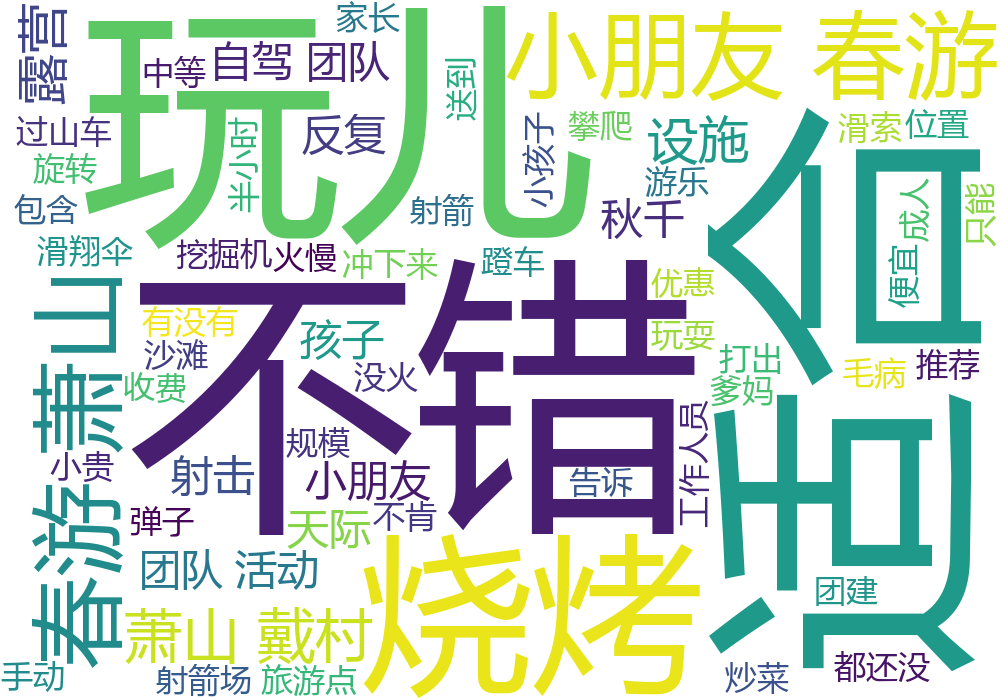 玩儿
小朋友 春游
家长
露营
中等
自驾 团队
送到
过山车
半小时
反复
小孩子
攀爬
设施
滑索
位置
旋转
包含
射箭
秋千
游乐
成人
只能
滑翔伞
挖掘机
火慢
冲下来
蹬车
优惠
便宜
适合
不错
有没有
沙滩
孩子
没火
玩耍
打出
毛病
推荐
收费
爹妈
春游 萧山
小贵
规模
射击
小朋友
告诉
工作人员
弹子
天际
不肯
团队 活动
烧烤
团建
萧山 戴村
手动
射箭场
旅游点
炒菜
都还没